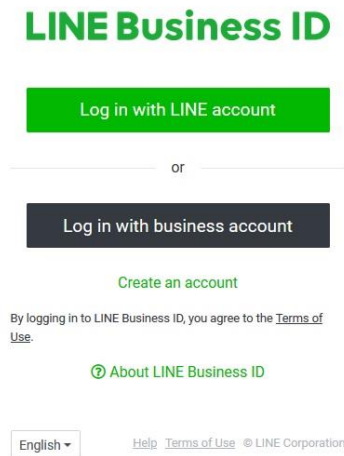 LINE Business ID
Log in with LINE account
or
Log in with business account
Create an account
By logging in to LINE Business ID, you agree to the Terms of
Use.
About LINE Business ID
English
Help Terms of Use © LINE Corporation